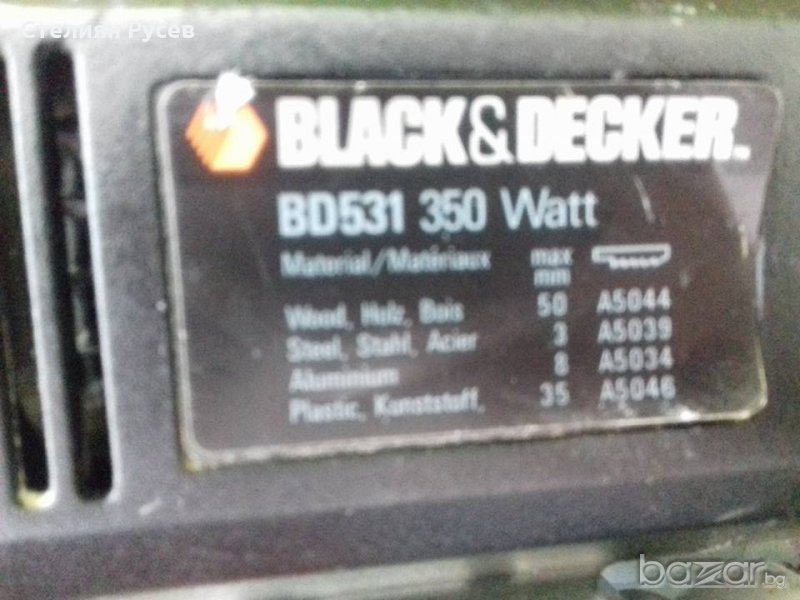 Стелиян Русев
BLACK&DECKER.
BD531 350 Watt
Material/Matériaux max mm
Wood, Holz, Bois 50 A5044
Steel, Stahl, Acier 3 A5039
Aluminium 8 A5034
Plastic, Kunststoff, 35 A5046
bazar.bg